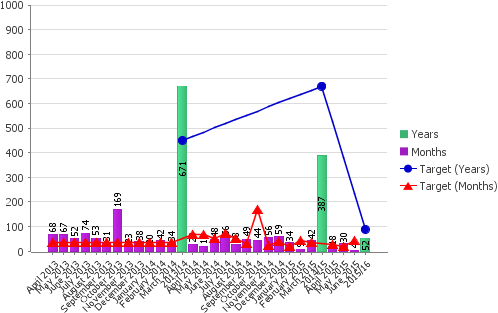 1000
900
800
700
600
500
400
300
200
100
0
68
67
52
74
53
31
169
23
38
30
42
34
671
48
49
44
56
59
34
42
387
30
52
April 2013
June 2013
July 2013
August 2013
September 2013
October 2013
November 2013
December 2013
January 2014
February 2014
March 2014
2013/14
April 2014
May 2014
June 2014
July 2014
August 2014
September 2014
October 2014
November 2014
December 2014
January 2015
February 2015
March 2015
2014/15
April 2015
May 2015
June 2015
2015/16
Years
Months
Target (Years)
Target (Months)